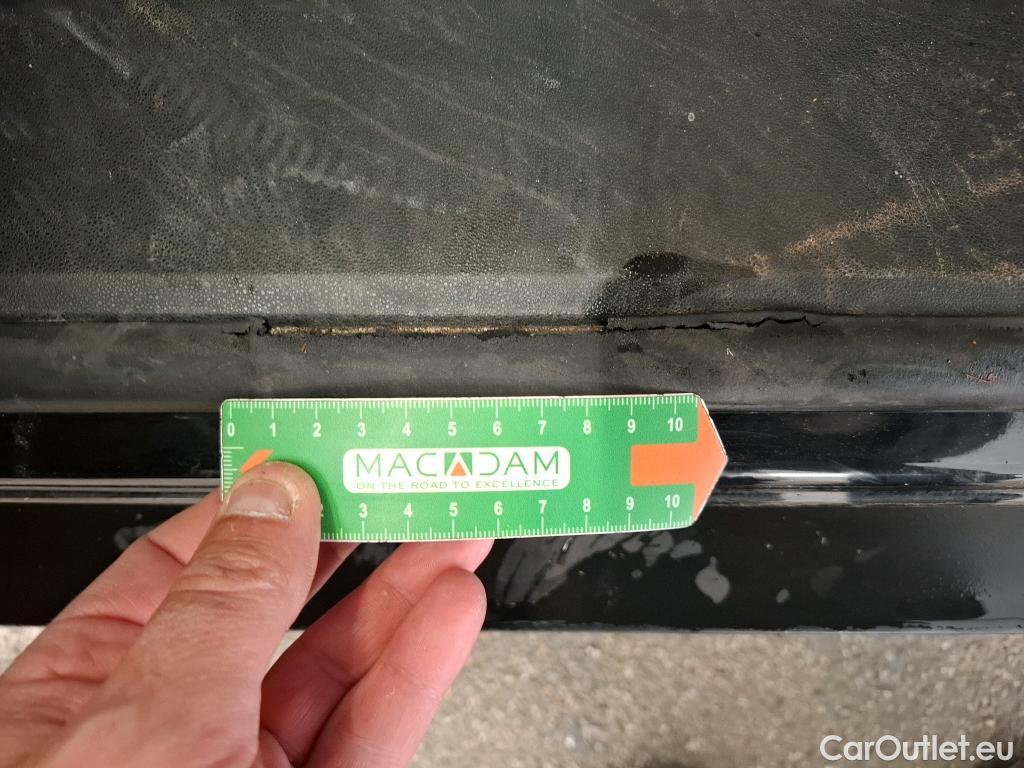 0 1 2 3 4 5 6 7 8 9 10
MACADAM
ON THE ROAD TO EXCELLENCE
2 3 4 5 6 7 8 9 10
CarOutlet.eu